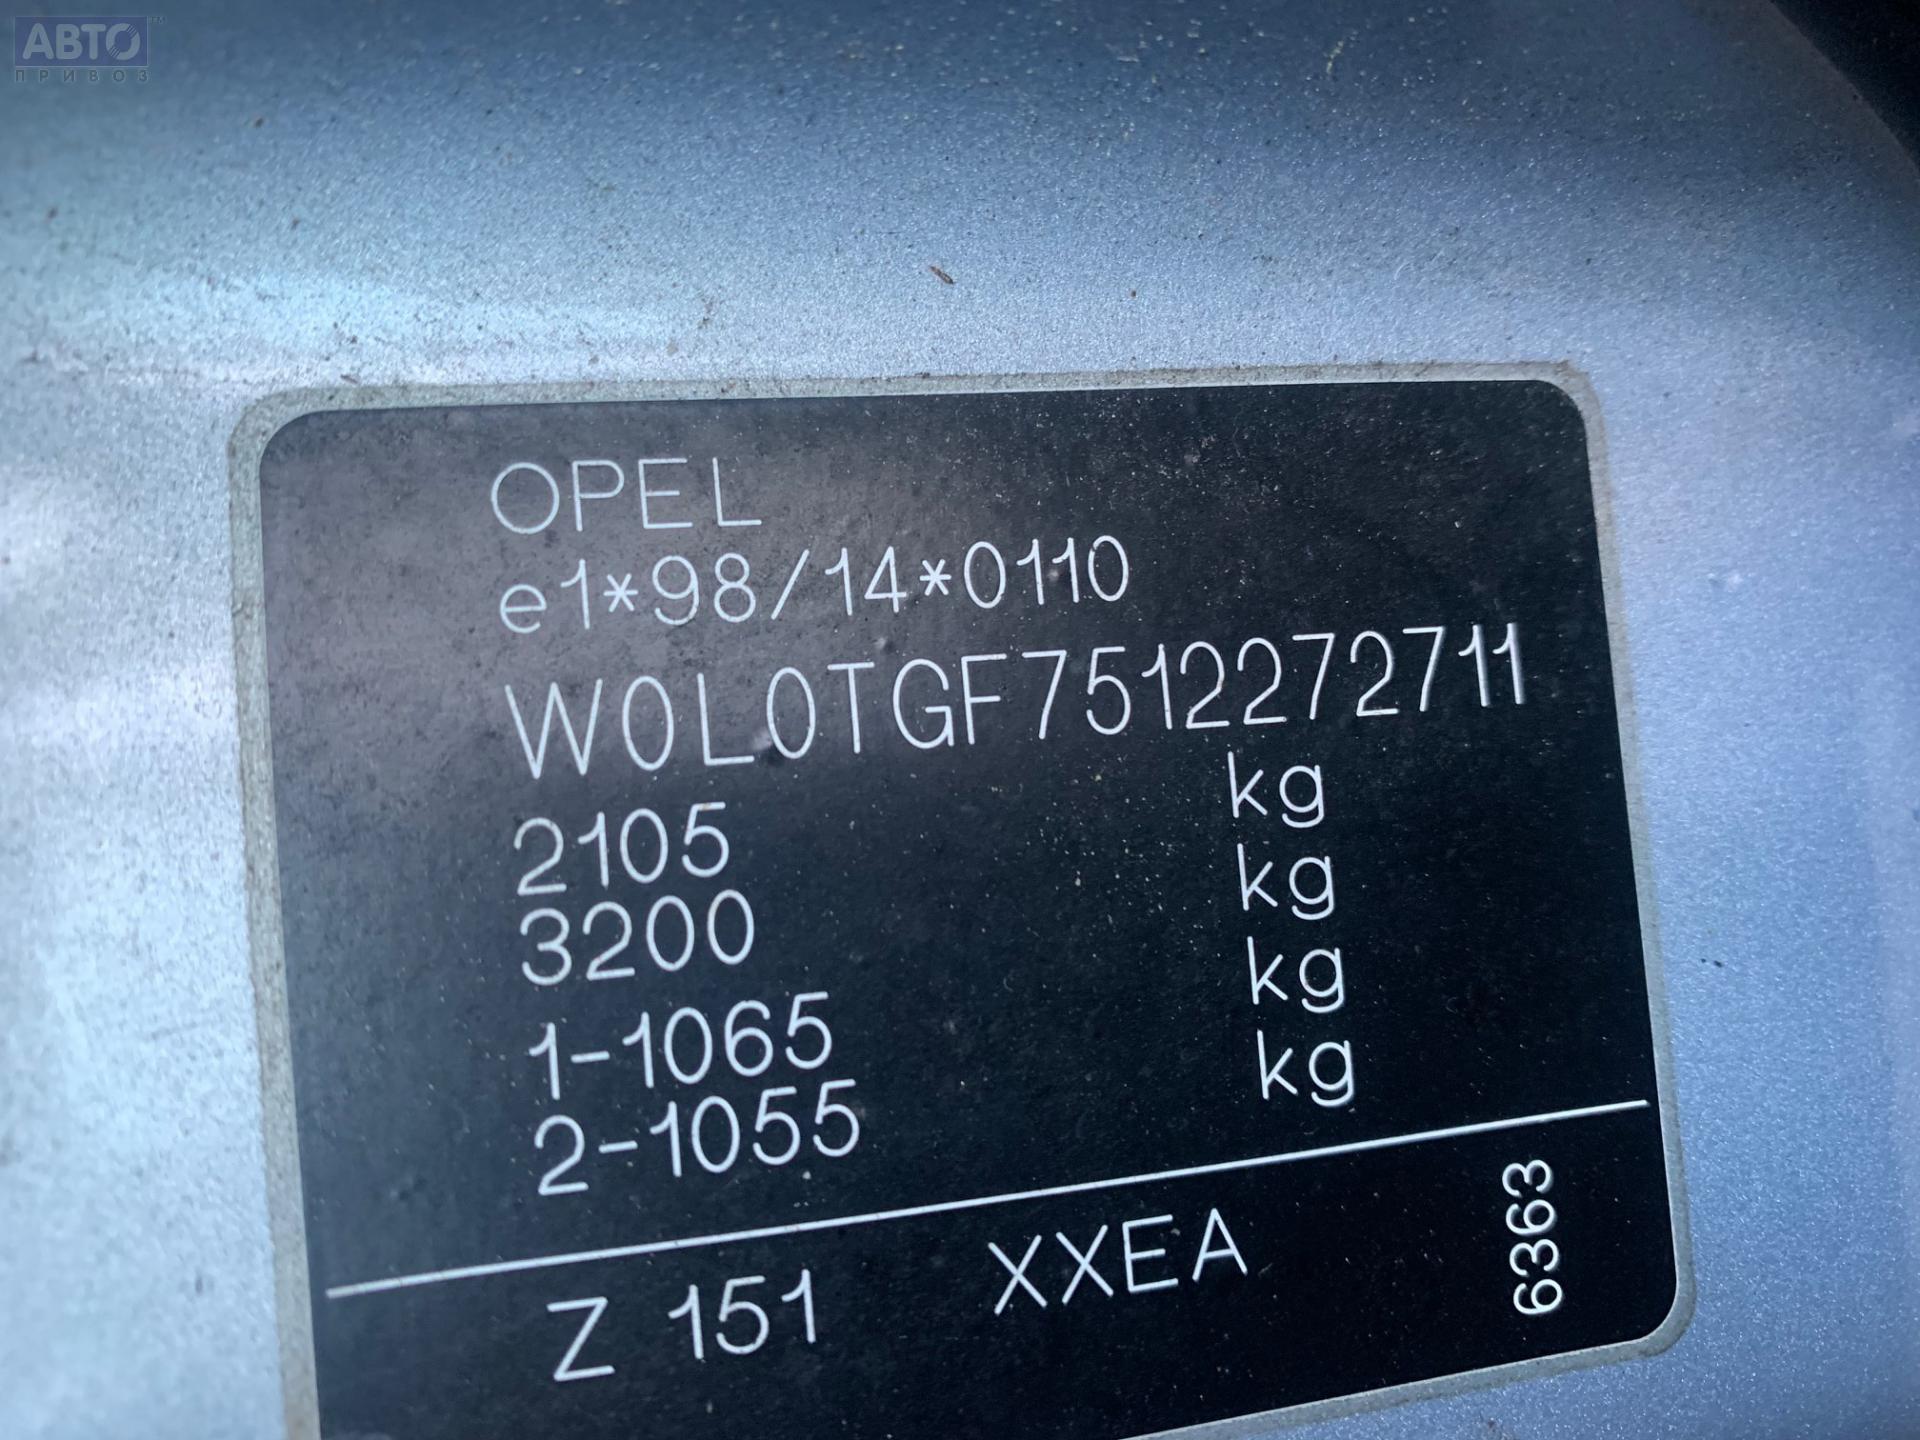 АВТО™
ПРИВОЗ
OPEL
e1*98/14*0110
W0L0TGF7512272711
2105 kg
3200 kg
1-1065 kg
2-1055 kg
Z 151 XXEA 6363